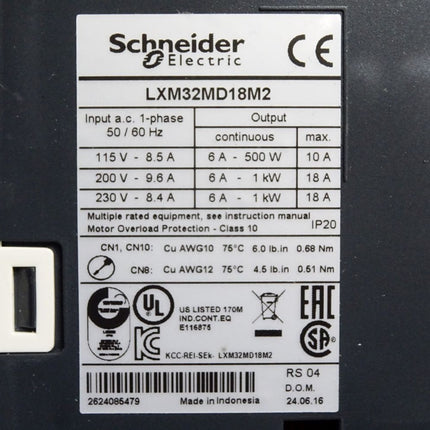 Schneider
Electric
CE
LXM32MD18M2
Input a.c. 1-phase
50 / 60 Hz
Output
continuous
max.
115 V - 8.5 A
6 A - 500 W
10 A
200 V - 9.6 A
6 A - 1 kW
18 A
230 V - 8.4 A
6 A - 1 kW
18 A
Multiple rated equipment, see instruction manual
Motor Overload Protection - Class 10
IP20
CN1, CN10: Cu AWG10 75°C 6.0 lb.in 0.68 Nm
CN8: Cu AWG12 75°C 4.5 lb.in 0.51 Nm
UL
US LISTED 170M
IND.CONT.EQ
E116875
EAC
SA
KC
KCC-REI-SEk- LXM32MD18M2
RS 04
D.O.M.
2624085479
Made in Indonesia
24.06.16